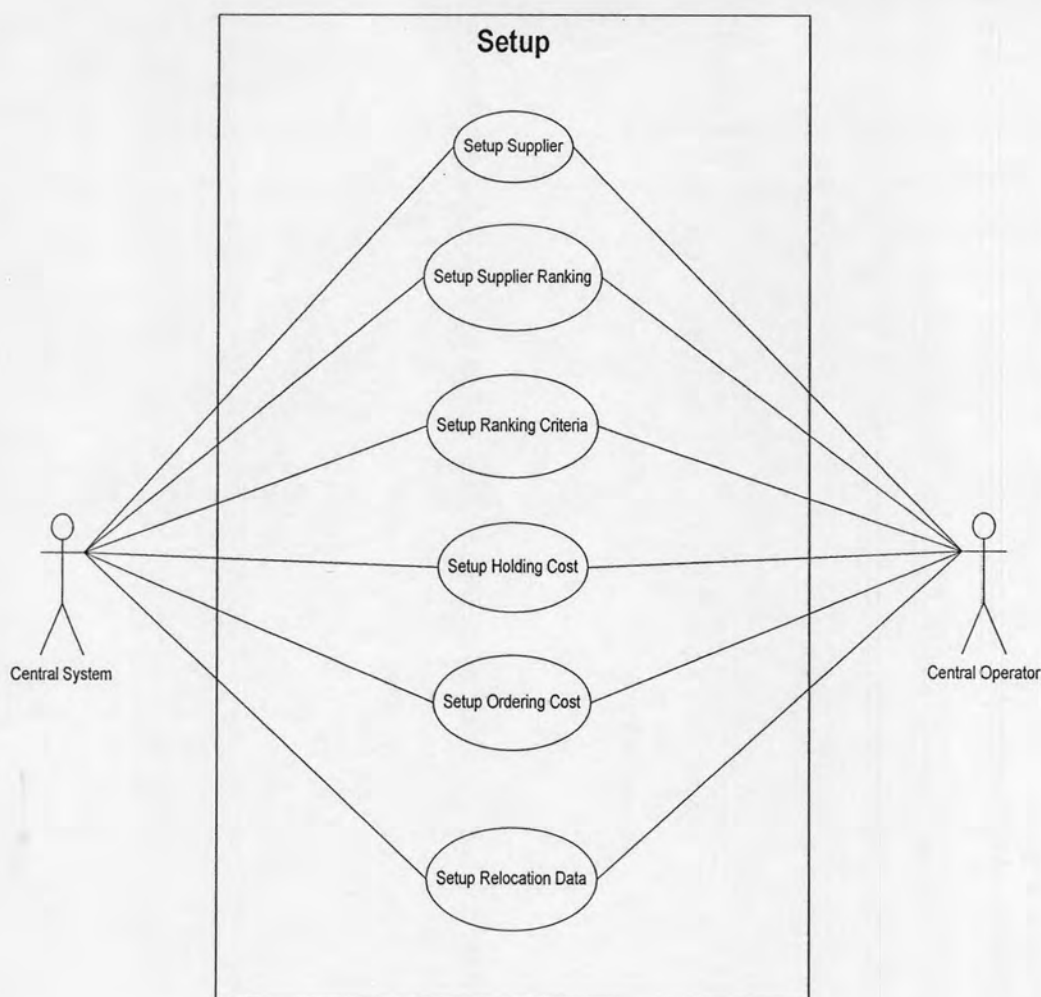 Setup
Setup Supplier
Setup Supplier Ranking
Setup Ranking Criteria
Setup Holding Cost
Central System
Central Operator
Setup Ordering Cost
Setup Relocation Data